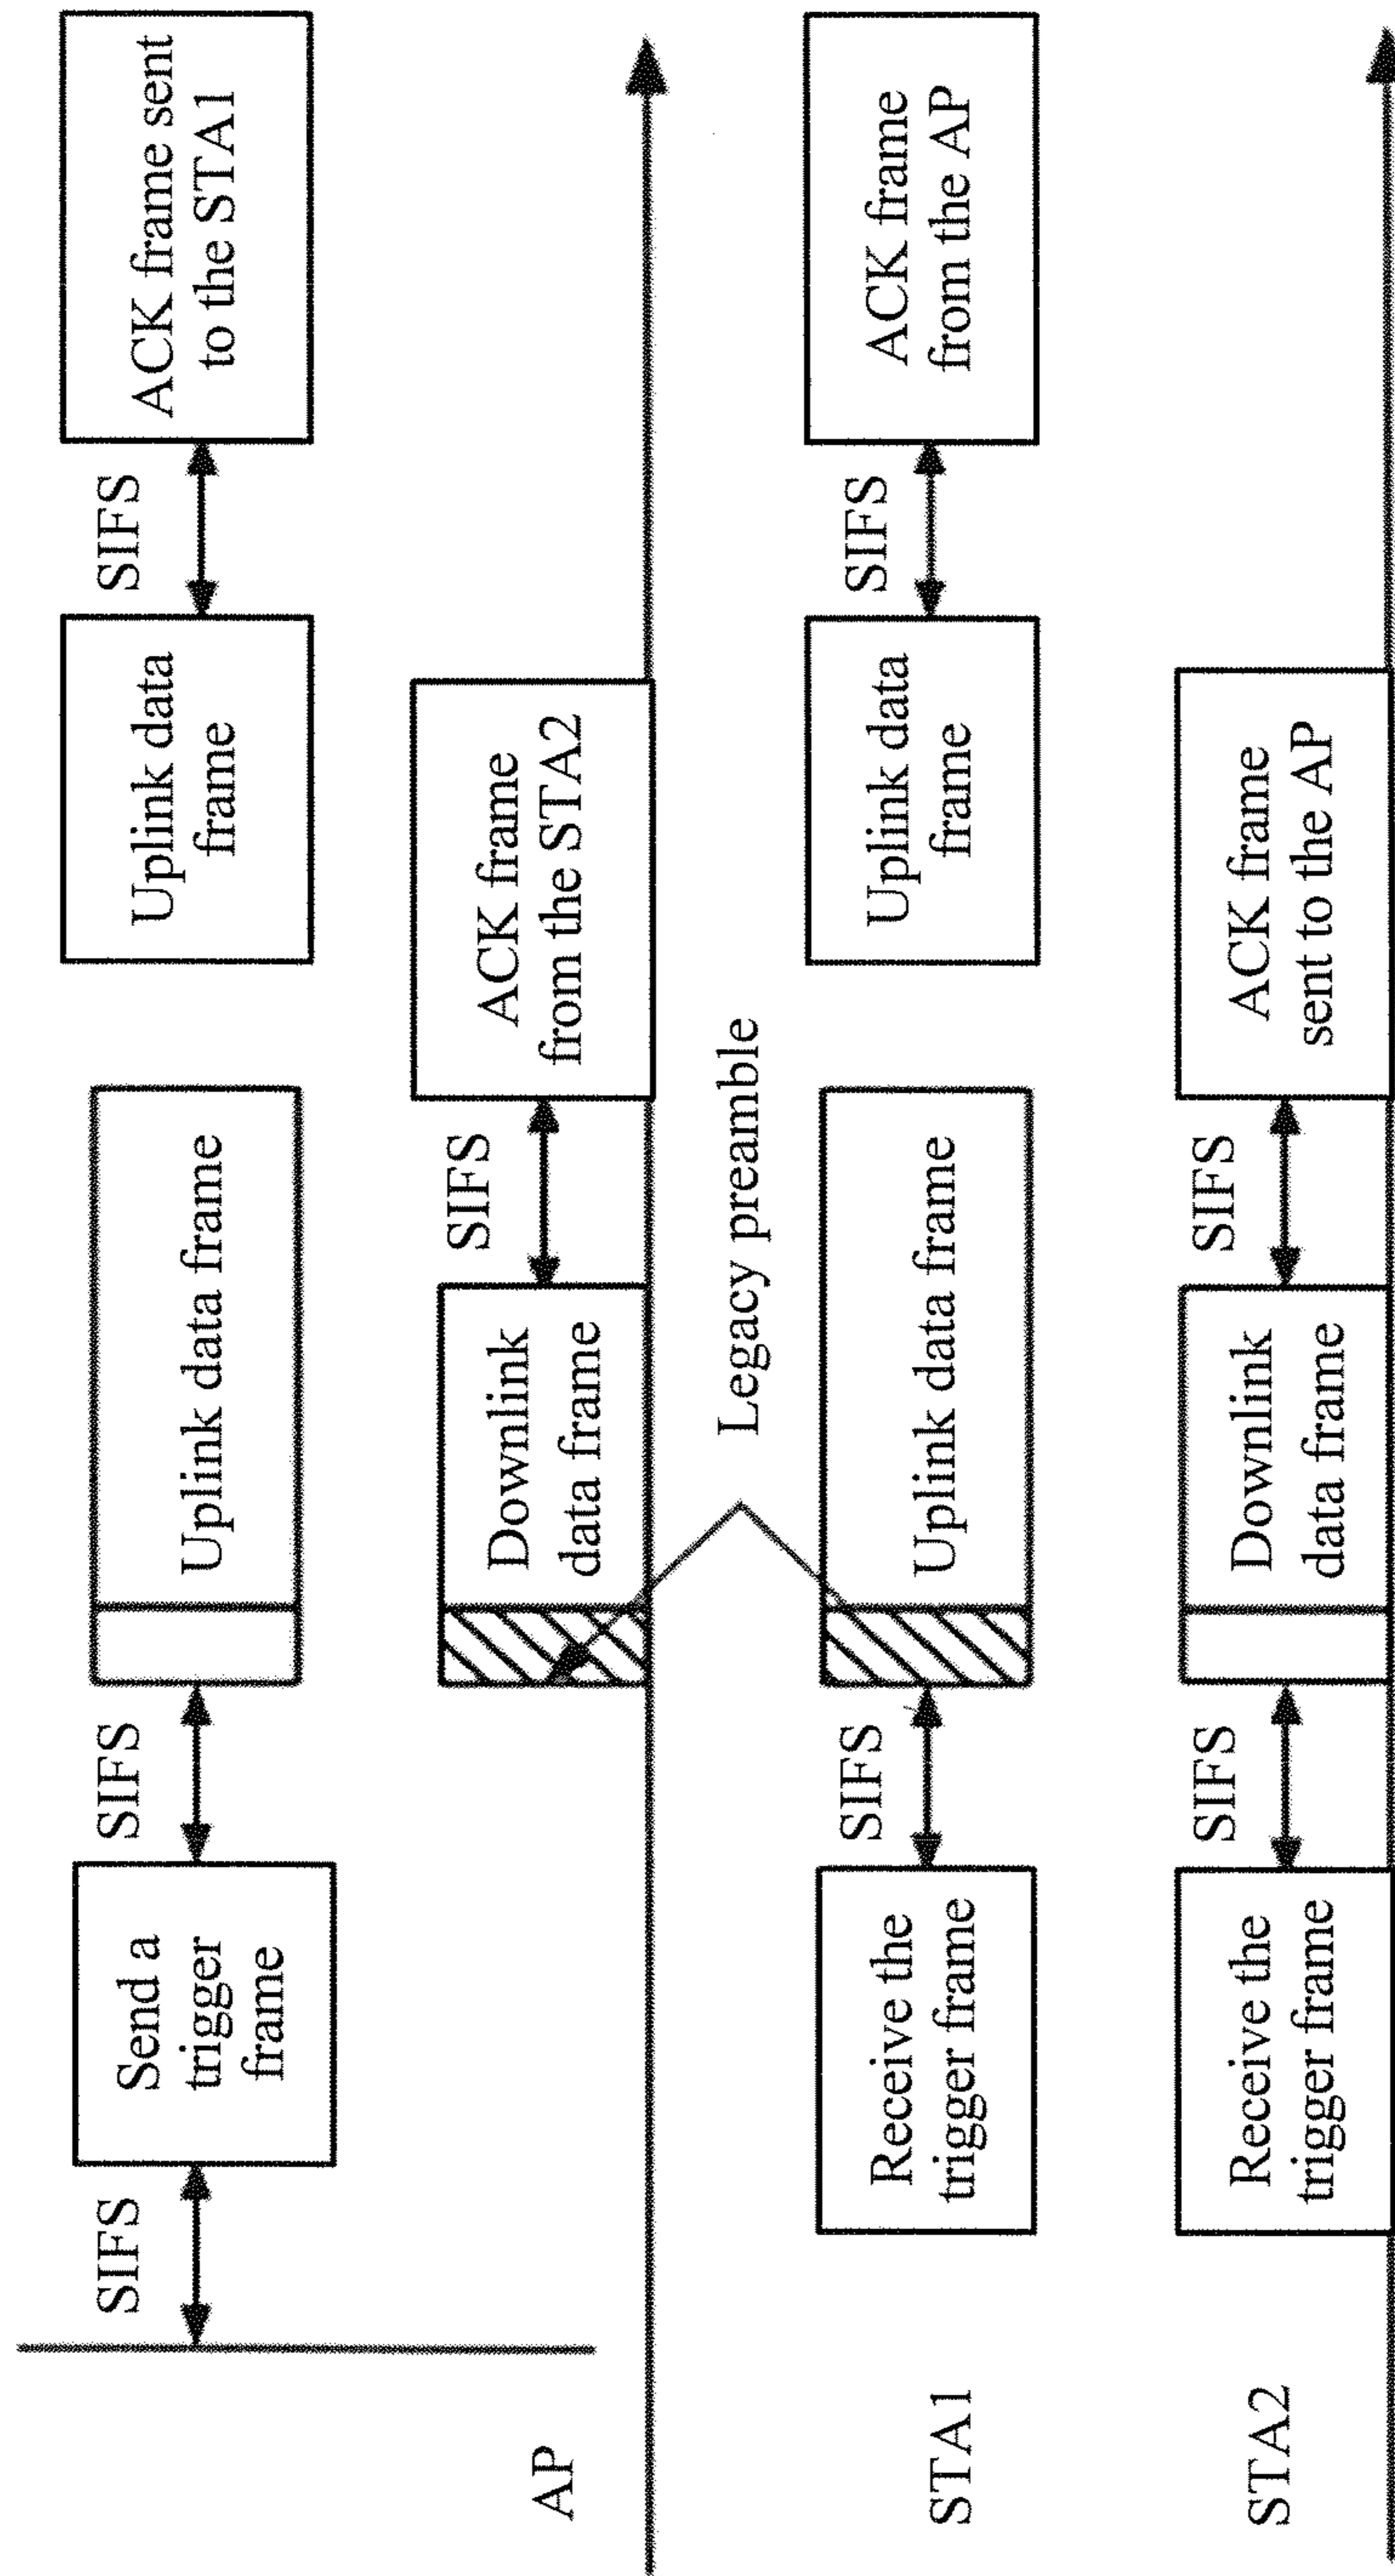 SIFS
Send a
trigger
frame
SIFS
Uplink data frame
Uplink data
frame
SIFS
ACK frame sent
to the STA1
AP
Downlink
data frame
SIFS
ACK frame
from the STA2
Legacy preamble
STA1
Receive the
trigger frame
SIFS
Uplink data frame
Uplink data
frame
SIFS
ACK frame
from the AP
STA2
Receive the
trigger frame
SIFS
Downlink
data frame
SIFS
ACK frame
sent to the AP